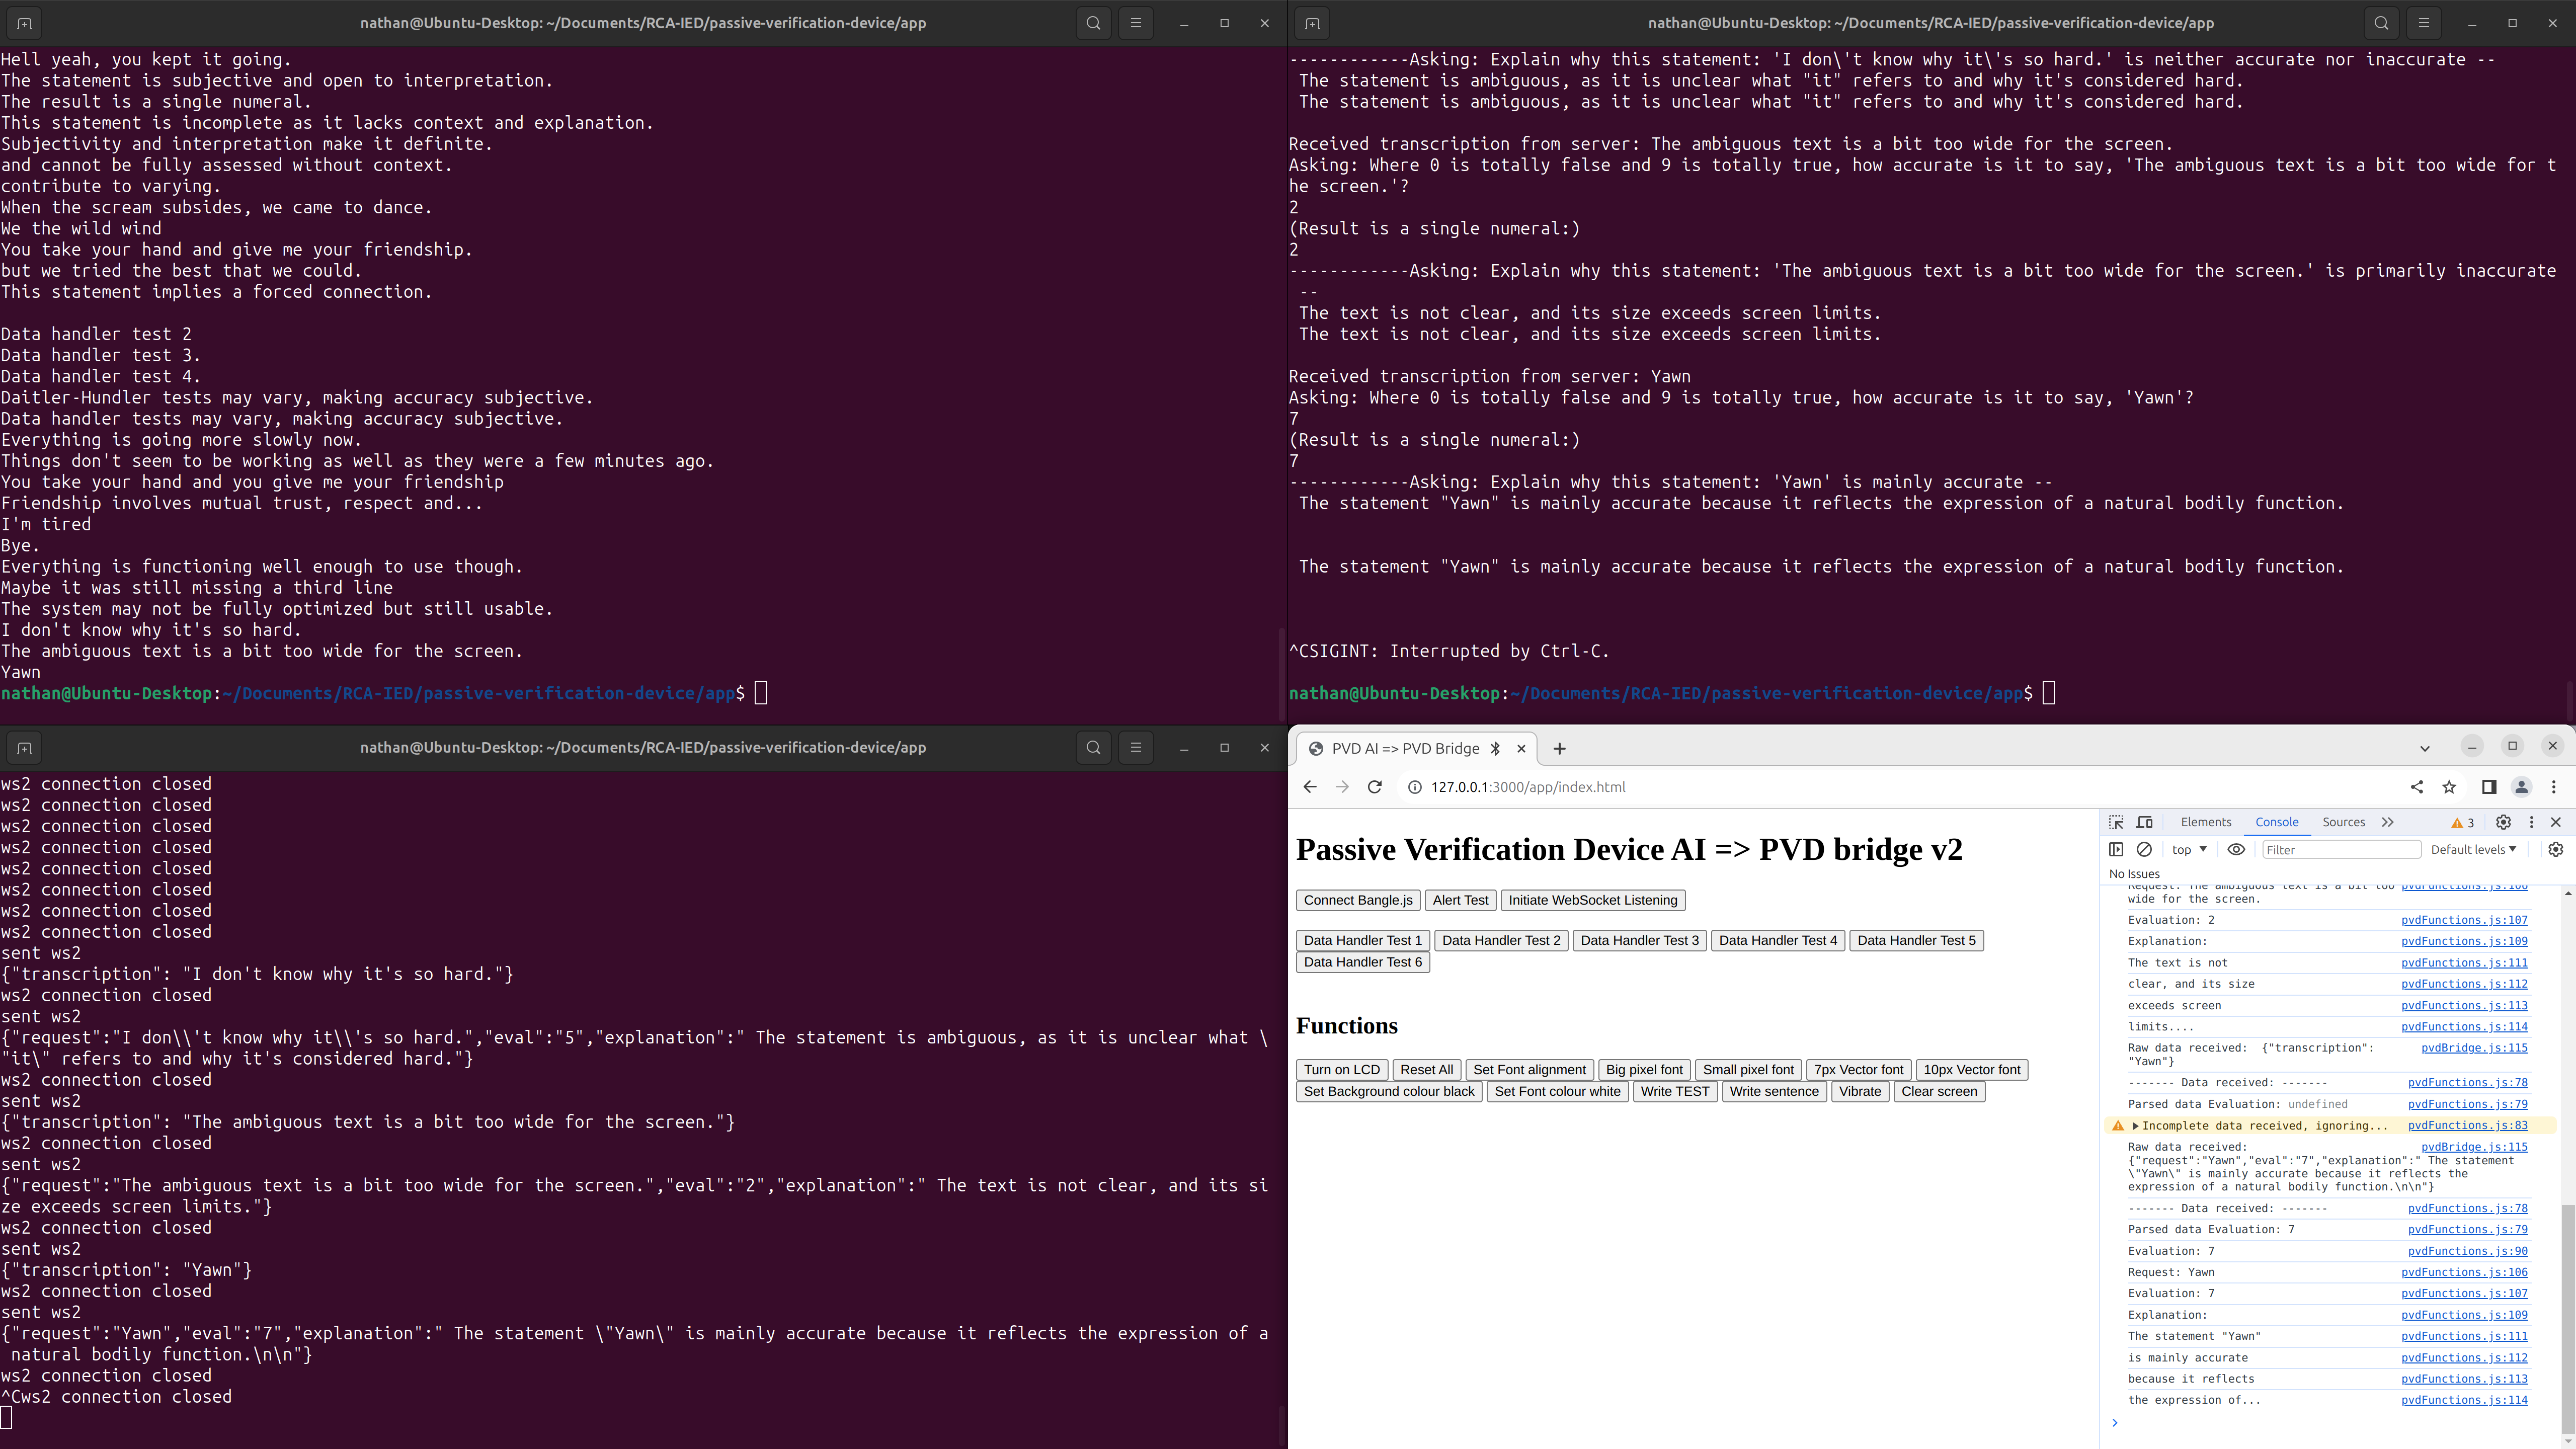 nathan@Ubuntu-Desktop: ~/Documents/RCA-IED/passive-verification-device/app
Hell yeah, you kept it going.
The statement is subjective and open to interpretation.
The result is a single numeral.
This statement is incomplete as it lacks context and explanation.
Subjectivity and interpretation make it definite.
and cannot be fully assessed without context.
contribute to varying.
When the scream subsides, we came to dance.
We the wild wind
You take your hand and give me your friendship.
but we tried the best that we could.
This statement implies a forced connection.
Data handler test 2
Data handler test 3.
Data handler test 4.
Daitler-Hundler tests may vary, making accuracy subjective.
Data handler tests may vary, making accuracy subjective.
Everything is going more slowly now.
Things don't seem to be working as well as they were a few minutes ago.
You take your hand and you give me your friendship
Friendship involves mutual trust, respect and...
I'm tired
Bye.
Everything is functioning well enough to use though.
Maybe it was still missing a third line
The system may not be fully optimized but still usable.
I don't know why it's so hard.
The ambiguous text is a bit too wide for the screen.
Yawn
nathan@Ubuntu-Desktop:~/Documents/RCA-IED/passive-verification-device/app$
nathan@Ubuntu-Desktop: ~/Documents/RCA-IED/passive-verification-device/app
------------Asking: Explain why this statement: 'I don\'t know why it\'s so hard.' is neither accurate nor inaccurate --
The statement is ambiguous, as it is unclear what "it" refers to and why it's considered hard.
The statement is ambiguous, as it is unclear what "it" refers to and why it's considered hard.
Received transcription from server: The ambiguous text is a bit too wide for the screen.
Asking: Where 0 is totally false and 9 is totally true, how accurate is it to say, 'The ambiguous text is a bit too wide for t
he screen.'?
2
(Result is a single numeral:)
2
------------Asking: Explain why this statement: 'The ambiguous text is a bit too wide for the screen.' is primarily inaccurate
--
The text is not clear, and its size exceeds screen limits.
The text is not clear, and its size exceeds screen limits.
Received transcription from server: Yawn
Asking: Where 0 is totally false and 9 is totally true, how accurate is it to say, 'Yawn'?
7
(Result is a single numeral:)
7
------------Asking: Explain why this statement: 'Yawn' is mainly accurate --
The statement "Yawn" is mainly accurate because it reflects the expression of a natural bodily function.
The statement "Yawn" is mainly accurate because it reflects the expression of a natural bodily function.
^CSIGINT: Interrupted by Ctrl-C.
nathan@Ubuntu-Desktop:~/Documents/RCA-IED/passive-verification-device/app$
nathan@Ubuntu-Desktop: ~/Documents/RCA-IED/passive-verification-device/app
ws2 connection closed
ws2 connection closed
ws2 connection closed
ws2 connection closed
ws2 connection closed
ws2 connection closed
ws2 connection closed
ws2 connection closed
sent ws2
{"transcription": "I don't know why it's so hard."}
ws2 connection closed
sent ws2
{"request":"I don\\'t know why it\\'s so hard.","eval":"5","explanation":" The statement is ambiguous, as it is unclear what \
"it\" refers to and why it's considered hard."}
ws2 connection closed
sent ws2
{"transcription": "The ambiguous text is a bit too wide for the screen."}
ws2 connection closed
sent ws2
{"request":"The ambiguous text is a bit too wide for the screen.","eval":"2","explanation":" The text is not clear, and its si
ze exceeds screen limits."}
ws2 connection closed
sent ws2
{"transcription": "Yawn"}
ws2 connection closed
sent ws2
{"request":"Yawn","eval":"7","explanation":" The statement \"Yawn\" is mainly accurate because it reflects the expression of a
natural bodily function.\n\n"}
ws2 connection closed
^Cws2 connection closed
PVD AI => PVD Bridge
127.0.0.1:3000/app/index.html
Passive Verification Device AI => PVD bridge v2
Connect Bangle.js Alert Test Initiate WebSocket Listening
Data Handler Test 1 Data Handler Test 2 Data Handler Test 3 Data Handler Test 4 Data Handler Test 5
Data Handler Test 6
Functions
Turn on LCD Reset All Set Font alignment Big pixel font Small pixel font 7px Vector font 10px Vector font
Set Background colour black Set Font colour white Write TEST Write sentence Vibrate Clear screen
Elements Console Sources 3
top Filter Default levels
No Issues
Request: The ambiguous text is a bit too pvdFunctions.js:106
wide for the screen.
Evaluation: 2 pvdFunctions.js:107
Explanation: pvdFunctions.js:109
The text is not pvdFunctions.js:111
clear, and its size pvdFunctions.js:112
exceeds screen pvdFunctions.js:113
limits.... pvdFunctions.js:114
Raw data received: {"transcription": pvdBridge.js:115
"Yawn"}
------- Data received: ------- pvdFunctions.js:78
Parsed data Evaluation: undefined pvdFunctions.js:79
Incomplete data received, ignoring... pvdFunctions.js:83
Raw data received: pvdBridge.js:115
{"request":"Yawn","eval":"7","explanation":" The statement
\"Yawn\" is mainly accurate because it reflects the
expression of a natural bodily function.\n\n"}
------- Data received: ------- pvdFunctions.js:78
Parsed data Evaluation: 7 pvdFunctions.js:79
Evaluation: 7 pvdFunctions.js:90
Request: Yawn pvdFunctions.js:106
Evaluation: 7 pvdFunctions.js:107
Explanation: pvdFunctions.js:109
The statement "Yawn" pvdFunctions.js:111
is mainly accurate pvdFunctions.js:112
because it reflects pvdFunctions.js:113
the expression of... pvdFunctions.js:114